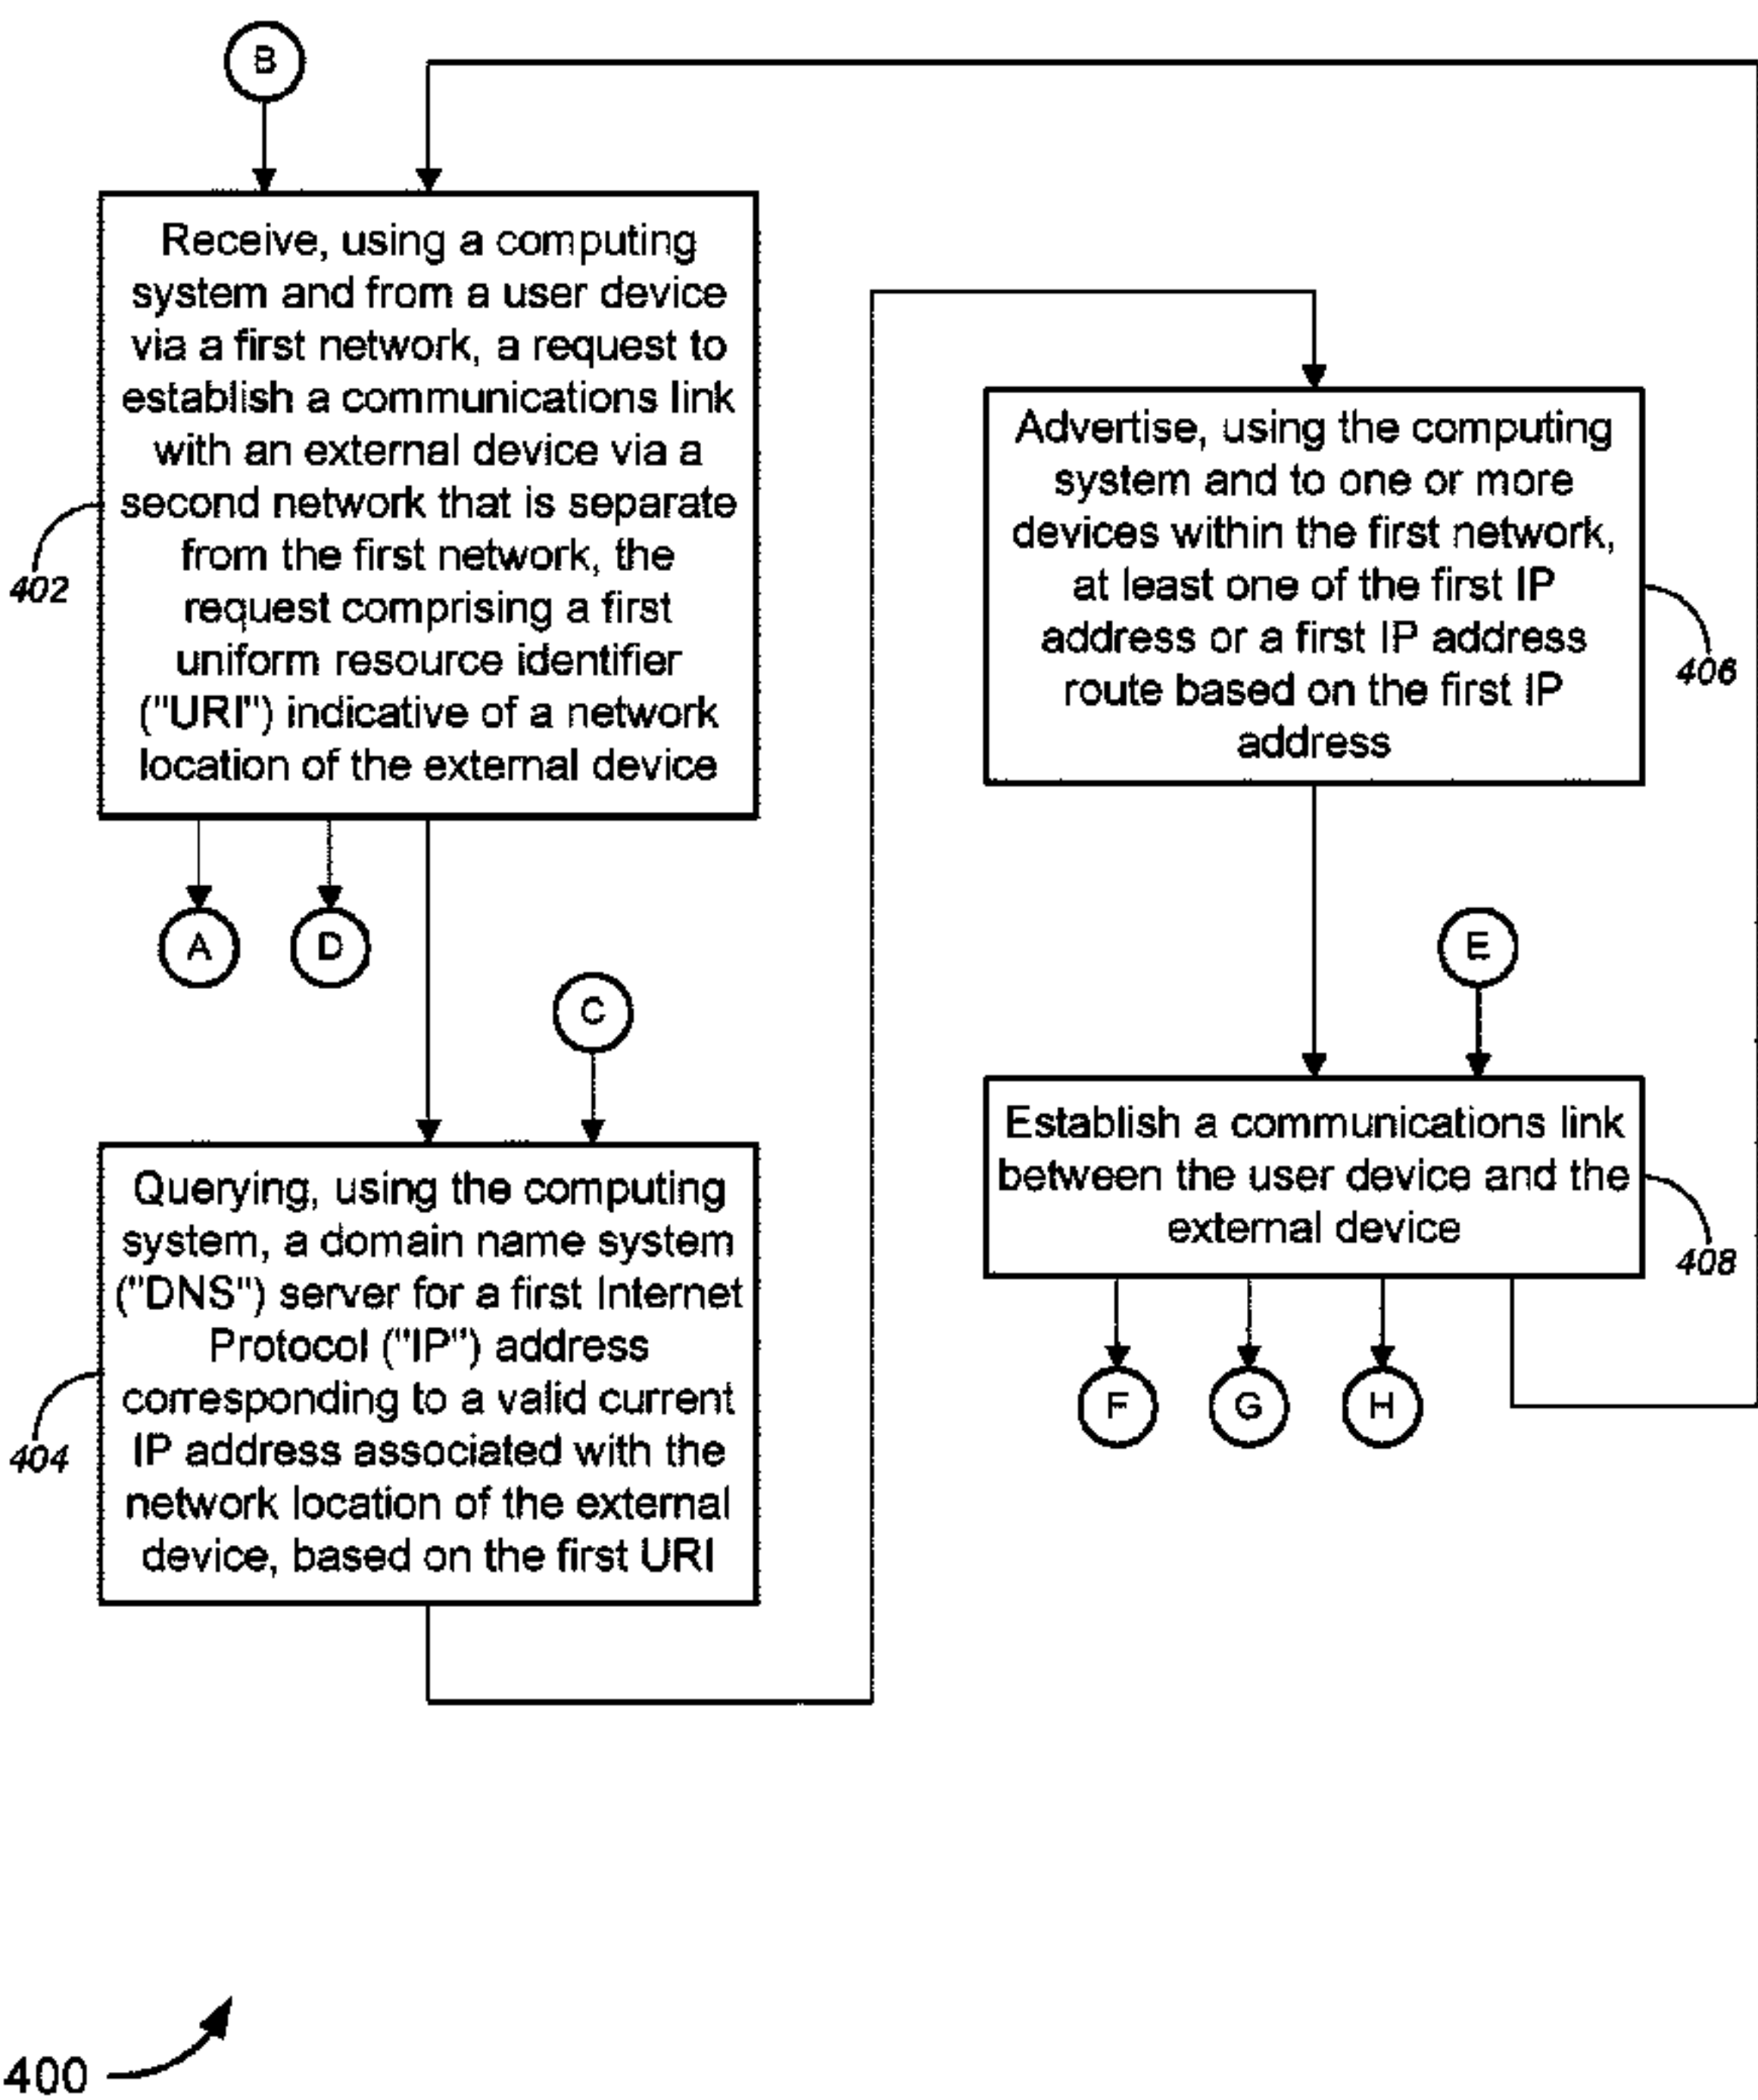 B
Receive, using a computing
system and from a user device
via a first network, a request to
establish a communications link
with an external device via a
second network that is separate
from the first network, the
request comprising a first
uniform resource identifier
("URI") indicative of a network
location of the external device
402
A
D
C
Querying, using the computing
system, a domain name system
("DNS") server for a first Internet
Protocol ("IP") address
corresponding to a valid current
IP address associated with the
network location of the external
device, based on the first URI
404
Advertise, using the computing
system and to one or more
devices within the first network,
at least one of the first IP
address or a first IP address
route based on the first IP
address
406
E
Establish a communications link
between the user device and the
external device
408
F
G
H
400